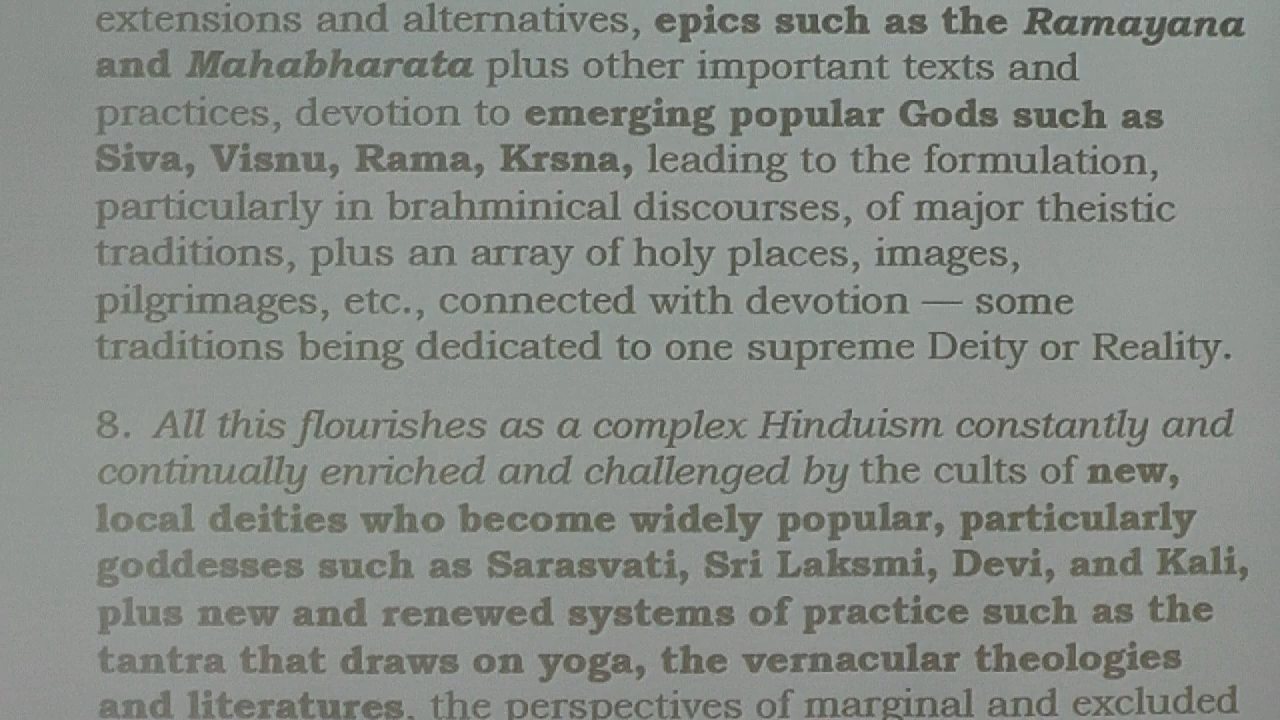 extensions and alternatives, epics such as the Ramayana
and Mahabharata plus other important texts and
practices, devotion to emerging popular Gods such as
Siva, Visnu, Rama, Krsna, leading to the formulation,
particularly in brahminical discourses, of major theistic
traditions, plus an array of holy places, images,
pilgrimages, etc., connected with devotion — some
traditions being dedicated to one supreme Deity or Reality.
8. All this flourishes as a complex Hinduism constantly and
continually enriched and challenged by the cults of new,
local deities who become widely popular, particularly
goddesses such as Sarasvati, Sri Laksmi, Devi, and Kali,
plus new and renewed systems of practice such as the
tantra that draws on yoga, the vernacular theologies
and literatures, the perspectives of marginal and excluded